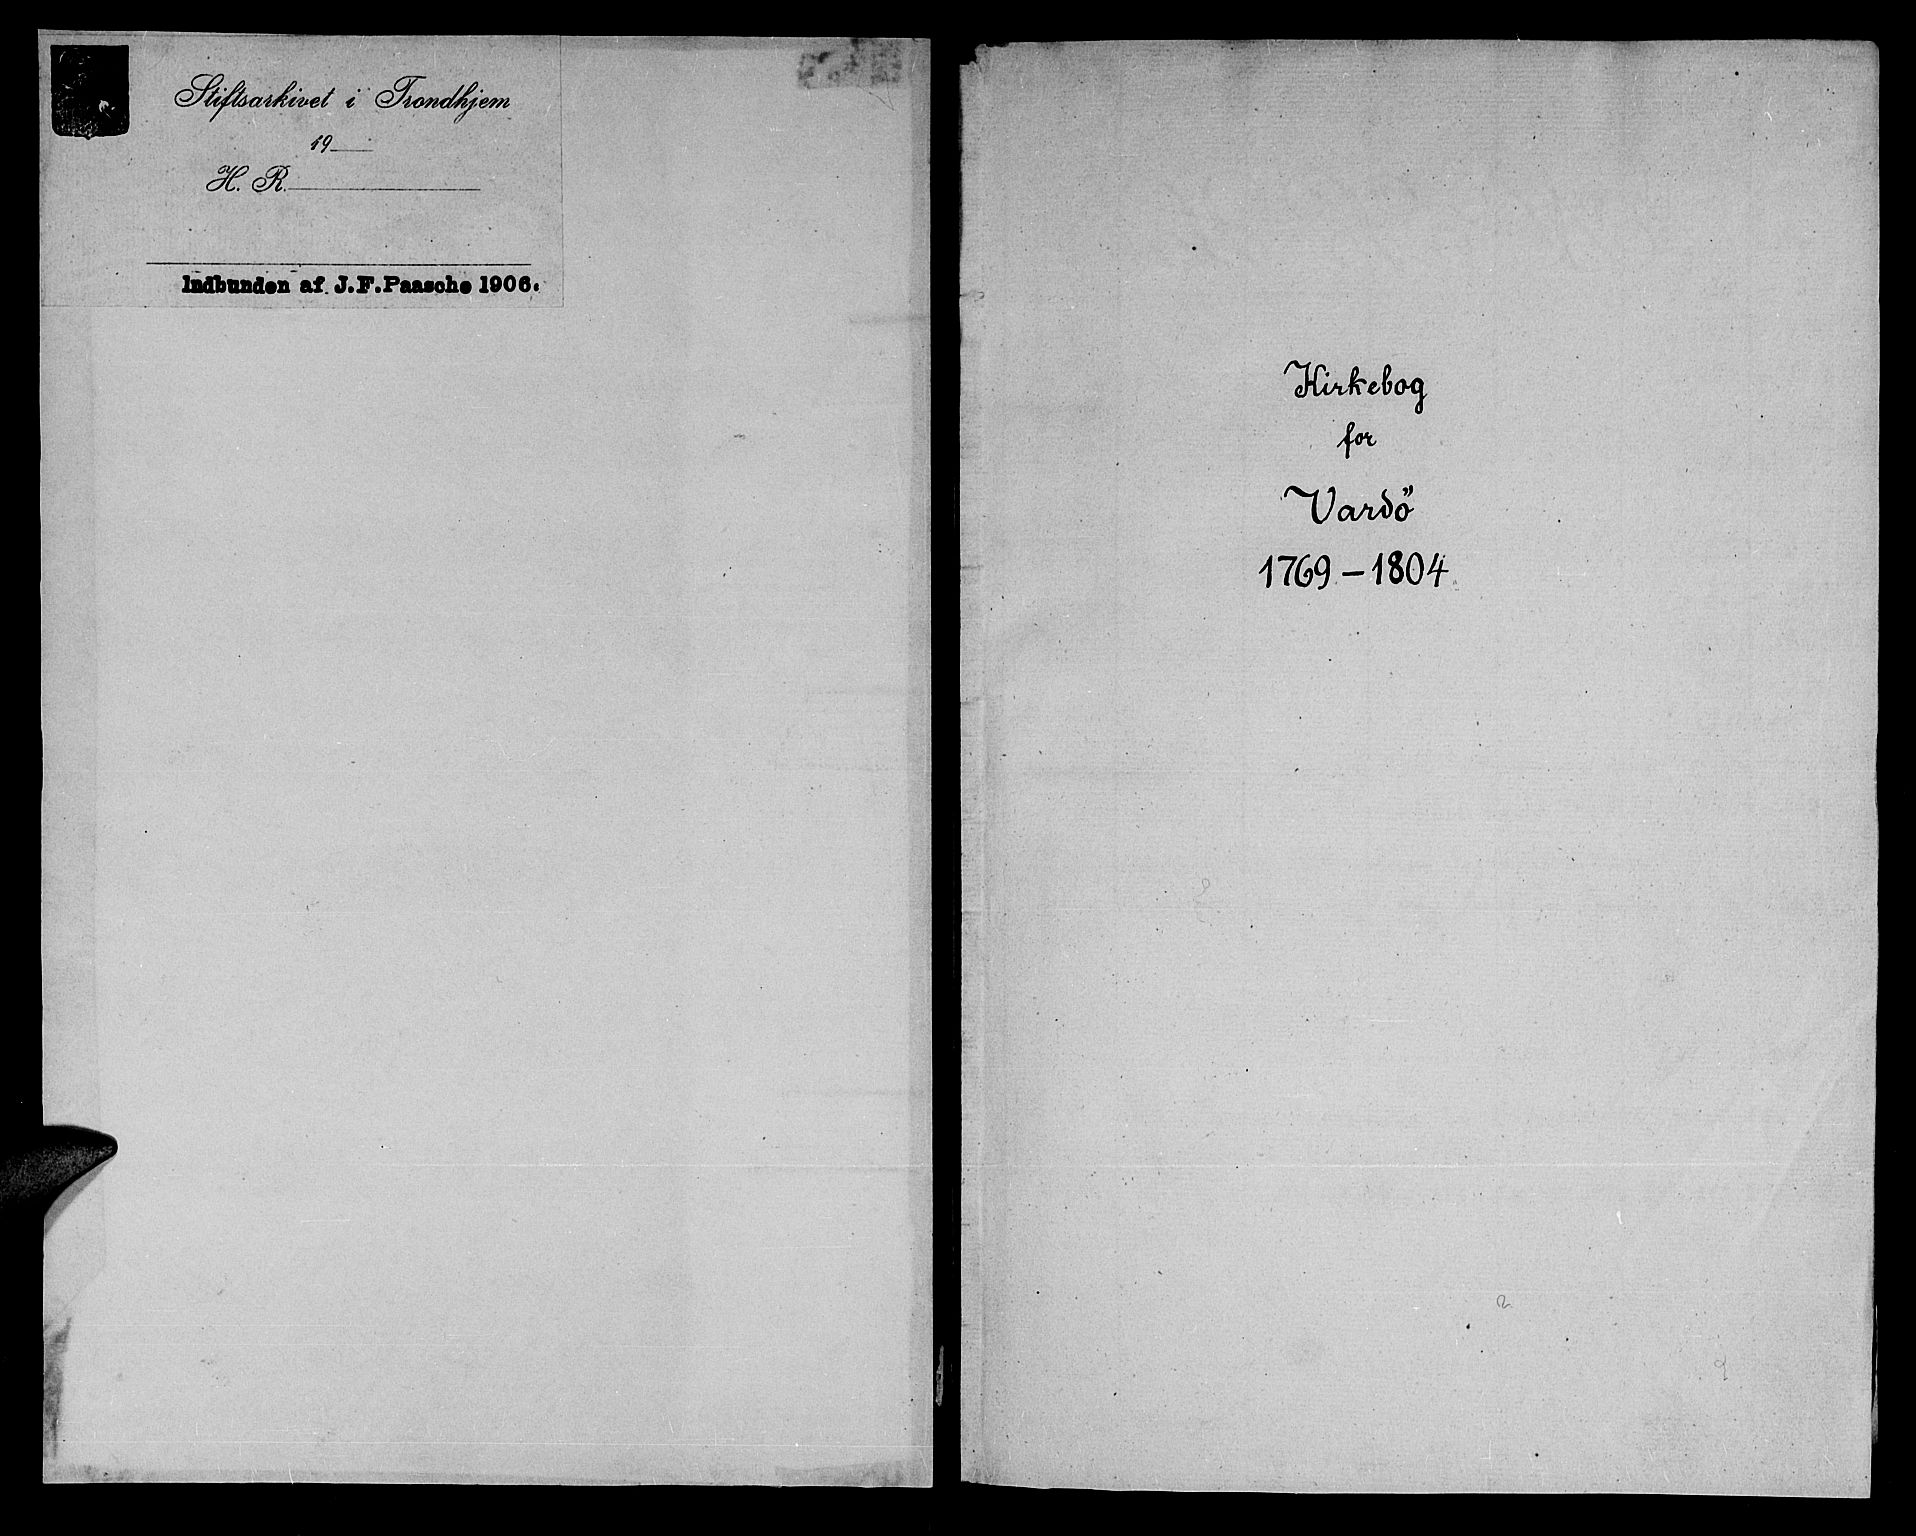 Stiftsarkivet i Trondhjem
19
H. R.
Indbunden af J.F.Paasche 1906.
Kirkebog
for
Vardö
1769 - 1804